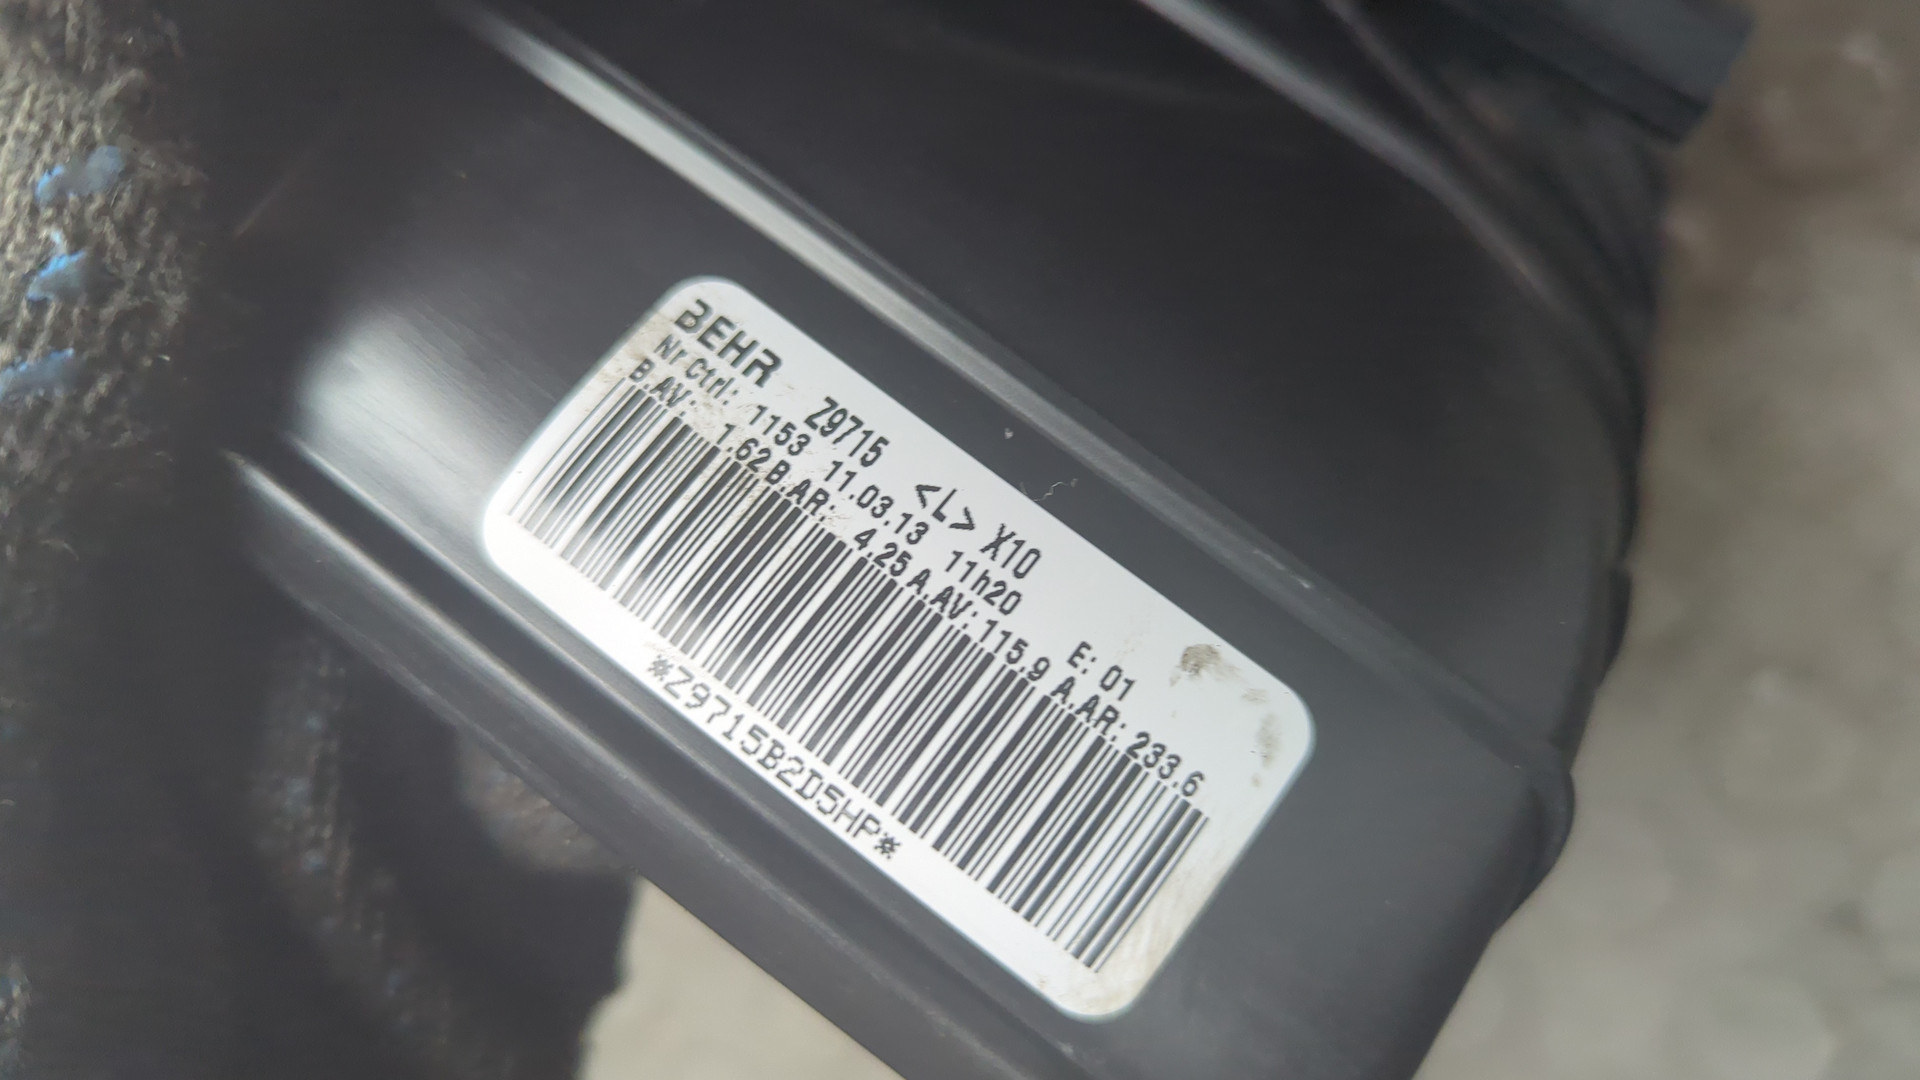 BEHR Z9715 <L> X10 E: 01
Nr Ctrl: 1153 11.03.13 11h20
B.AV: 1.62 B.AR: 4.25 A.AV: 115.9 A.AR: 233.6
*Z9715B2D5HP*